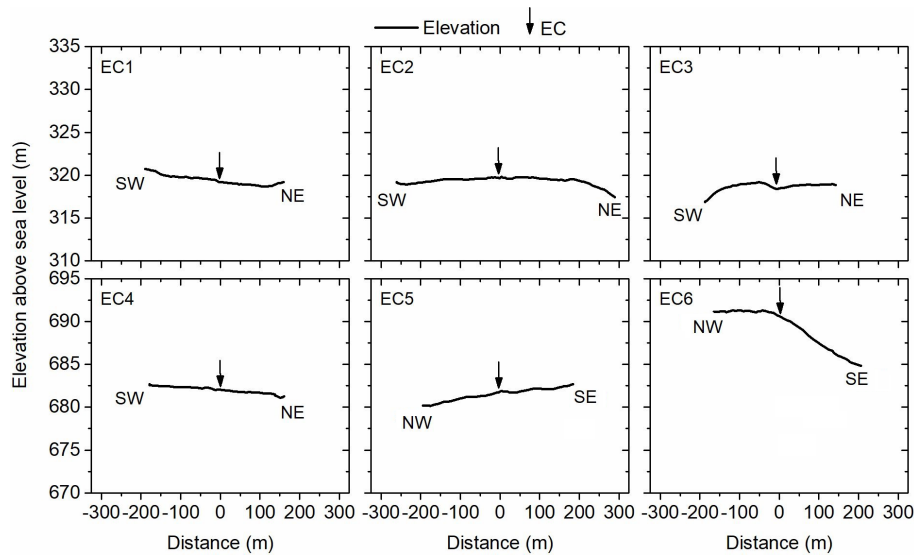 Elevation EC
335
330
325
320
315
310
EC1
SW
NE
EC2
SW
NE
EC3
SW
NE
Elevation above sea level (m)
695
690
685
680
675
670
EC4
SW
NE
EC5
NW
SE
EC6
NW
SE
-300 -200 -100 0 100 200 300
-300 -200 -100 0 100 200 300
-300 -200 -100 0 100 200 300
Distance (m)
Distance (m)
Distance (m)